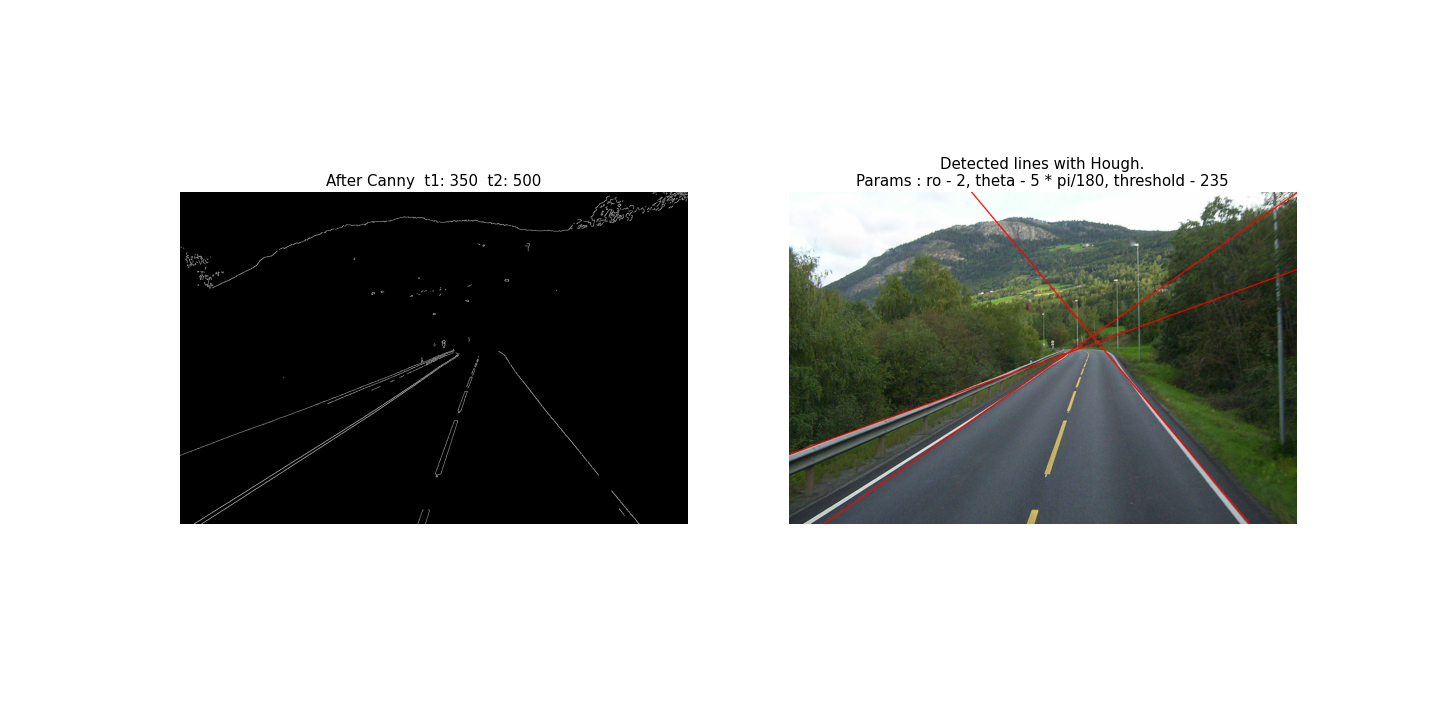 After Canny  t1: 350  t2: 500
Detected lines with Hough.
Params : ro - 2, theta - 5 * pi/180, threshold - 235